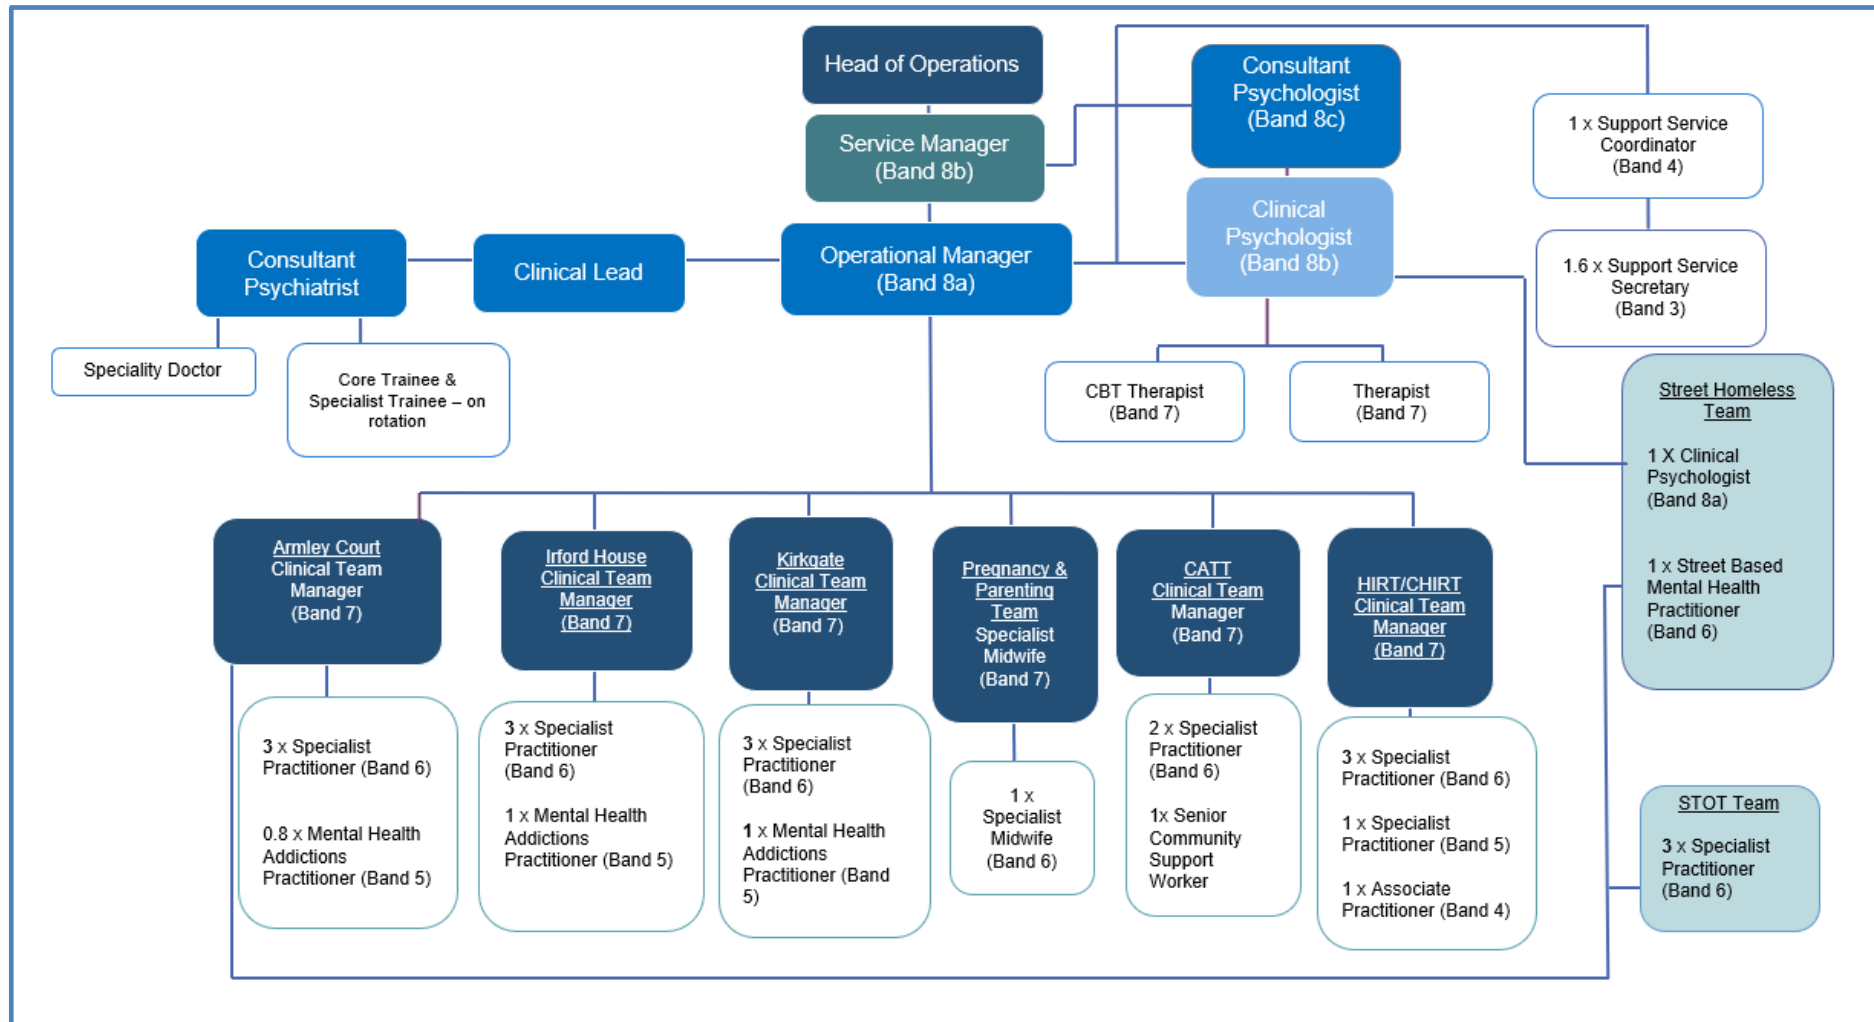 Head of Operations
Consultant
Psychologist
(Band 8c)
Service Manager
(Band 8b)
1 x Support Service
Coordinator
(Band 4)
Clinical
Psychologist
(Band 8b)
Consultant
Psychiatrist
Clinical Lead
Operational Manager
(Band 8a)
1.6 x Support Service
Secretary
(Band 3)
Speciality Doctor
Core Trainee &
Specialist Trainee – on
rotation
CBT Therapist
(Band 7)
Therapist
(Band 7)
Street Homeless
Team
1 X Clinical
Psychologist
(Band 8a)
1 x Street Based
Mental Health
Practitioner
(Band 6)
Armley Court
Clinical Team
Manager
(Band 7)
Irford House
Clinical Team
Manager
(Band 7)
Kirkgate
Clinical Team
Manager
(Band 7)
Pregnancy &
Parenting
Team
Specialist
Midwife
(Band 7)
CATT
Clinical Team
Manager
(Band 7)
HIRT/CHIRT
Clinical Team
Manager
(Band 7)
3 x Specialist
Practitioner (Band 6)
0.8 x Mental Health
Addictions
Practitioner (Band 5)
3 x Specialist
Practitioner
(Band 6)
1 x Mental Health
Addictions
Practitioner (Band 5)
3 x Specialist
Practitioner
(Band 6)
1 x Mental Health
Addictions
Practitioner (Band
5)
1 x
Specialist
Midwife
(Band 6)
2 x Specialist
Practitioner
(Band 6)
1x Senior
Community
Support
Worker
3 x Specialist
Practitioner (Band 6)
1 x Specialist
Practitioner (Band 5)
1 x Associate
Practitioner (Band 4)
STOT Team
3 x Specialist
Practitioner
(Band 6)